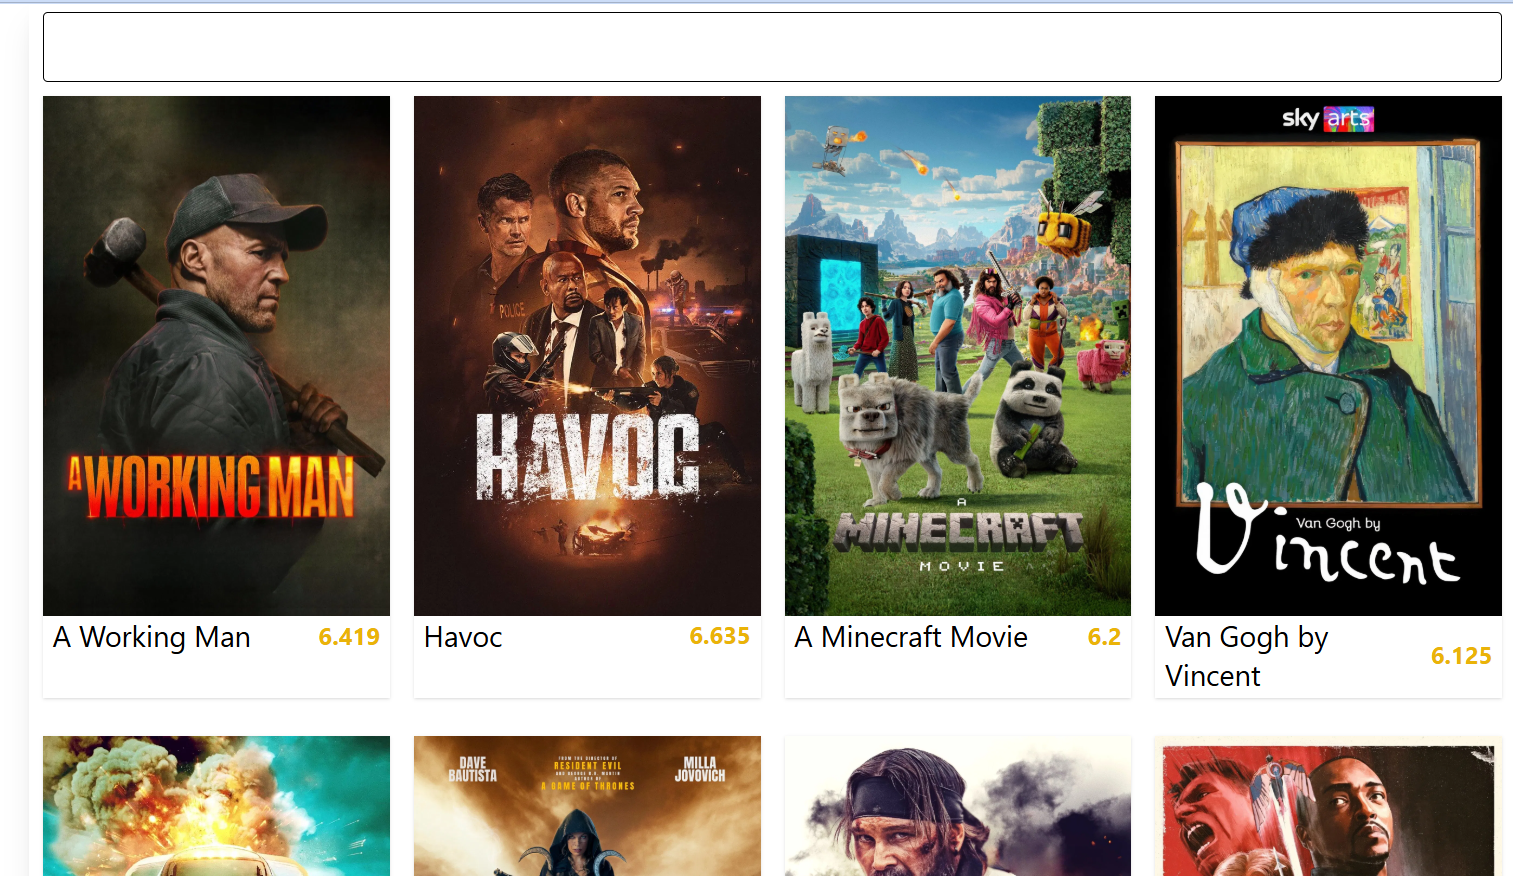 A WORKING MAN
POLICE
HAVOC
A
MINECRAFT
MOVIE
sky arts
Van Gogh by
Vincent
A Working Man 6.419
Havoc 6.635
A Minecraft Movie 6.2
Van Gogh by
Vincent
6.125
DAVE
BAUTISTA
FROM THE DIRECTOR OF
RESIDENT EVIL
AND GEORGE R.R. MARTIN
AUTHOR OF
A GAME OF THRONES
MILLA
JOVOVICH